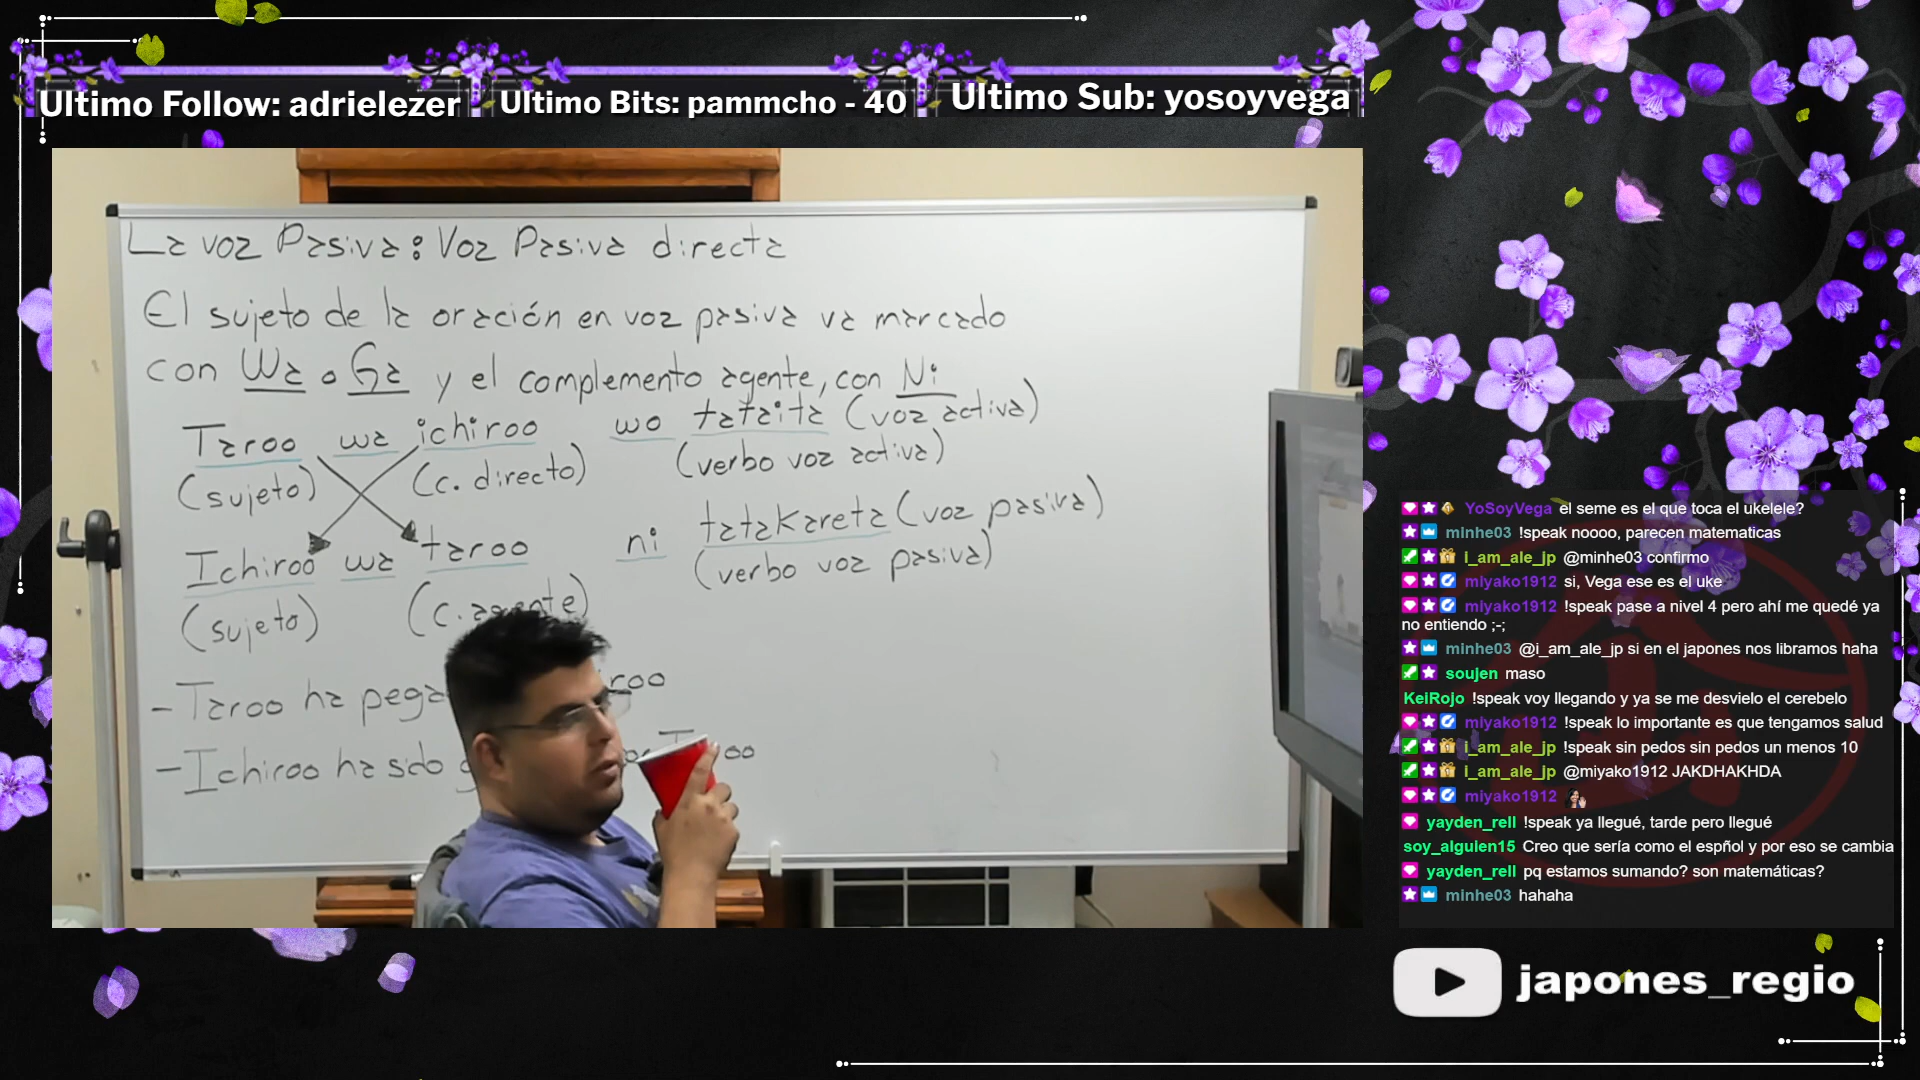 Ultimo Follow: adrielezer
Ultimo Bits: pammcho - 40
Ultimo Sub: yosoyvega
La voz Pasiva: Voz Pasiva directa
El sujeto de la oración en voz pasiva va marcado
con Wa o Ga y el complemento agente, con Ni
Taroo wa ichiroo wo tataita (voz activa)
(sujeto) (c. directo) (verbo voz activa)
Ichiroo wa taroo ni tatakareta (voz pasiva)
(sujeto) (c. agente) (verbo voz pasiva)
- Taroo ha pega roo
- Ichiroo ha sido
YoSoyVega el seme es el que toca el ukelele?
minhe03 !speak noooo, parecen matematicas
i_am_ale_jp @minhe03 confirmo
miyako1912 si, Vega ese es el uke
miyako1912 !speak pase a nivel 4 pero ahí me quedé ya
no entiendo ;-;
minhe03 @i_am_ale_jp si en el japones nos libramos haha
soujen maso
KeiRojo !speak voy llegando y ya se me desvielo el cerebelo
miyako1912 !speak lo importante es que tengamos salud
i_am_ale_jp !speak sin pedos sin pedos un menos 10
i_am_ale_jp @miyako1912 JAKDHAKHDA
miyako1912
yayden_rell !speak ya llegué, tarde pero llegué
soy_alguien15 Creo que sería como el espñol y por eso se cambia
yayden_rell pq estamos sumando? son matemáticas?
minhe03 hahaha
japones_regio